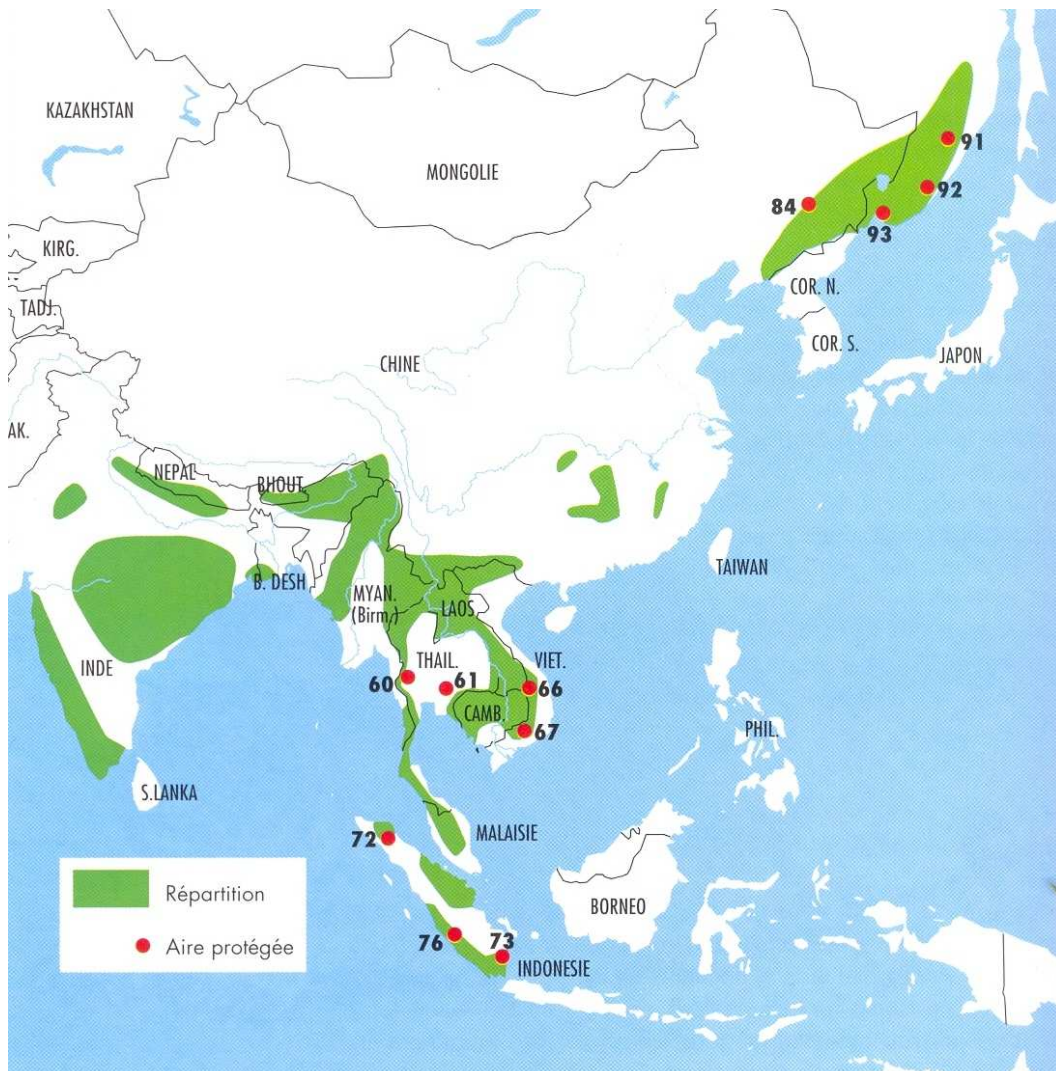 KAZAKHSTAN
MONGOLIE
91
92
84
93
KIRG.
COR. N.
TADJ.
COR. S.
JAPON
CHINE
AK.
NEPAL
BHOUT.
TAIWAN
B. DESH
MYAN.
(Birm.)
LAOS
INDE
THAIL.
VIET.
60
61
66
CAMB.
67
PHIL.
S.LANKA
72
MALAISIE
Répartition
BORNEO
76
73
Aire protégée
INDONESIE